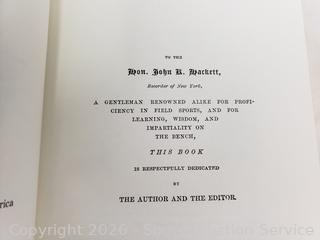 TO THE
Hon. John K. Hackett,
Recorder of New York,
A GENTLEMAN RENOWNED ALIKE FOR PROFI-
CIENCY IN FIELD SPORTS, AND FOR
LEARNING, WISDOM, AND
IMPARTIALITY ON
THE BENCH,
THIS BOOK
IS RESPECTFULLY DEDICATED
BY
THE AUTHOR AND THE EDITOR.
rica